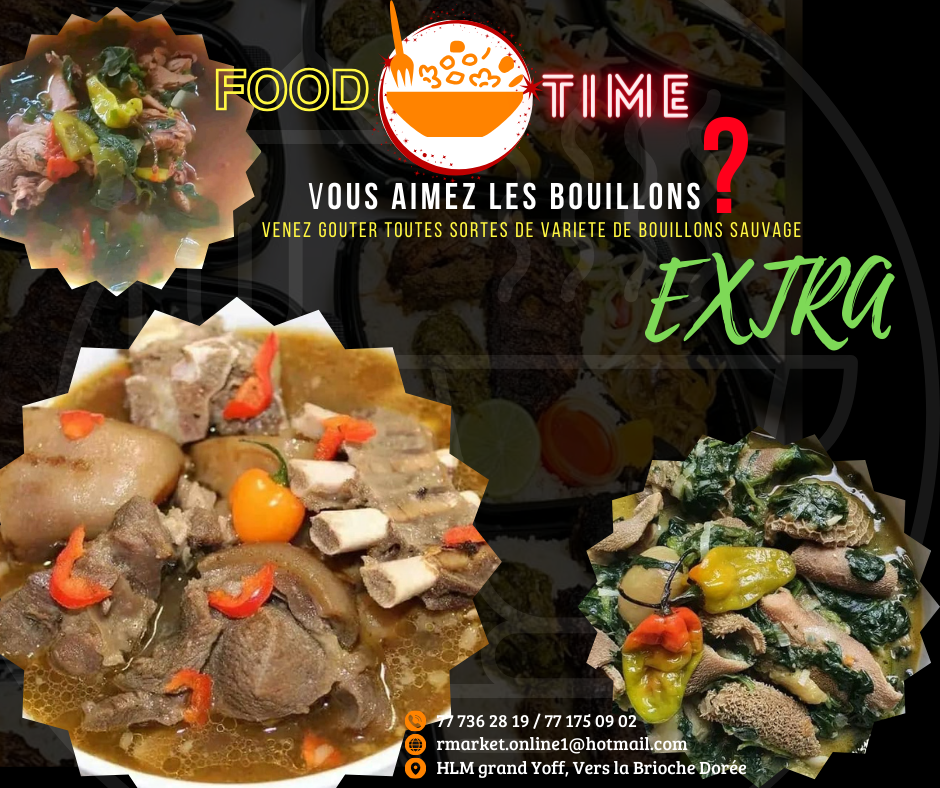 FOOD TIME
VOUS AIMEZ LES BOUILLONS ?
VENEZ GOUTER TOUTES SORTES DE VARIETE DE BOUILLONS SAUVAGE
EXTRA
77 736 28 19 / 77 175 09 02
rmarket.online1@hotmail.com
HLM grand Yoff, Vers la Brioche Dorée